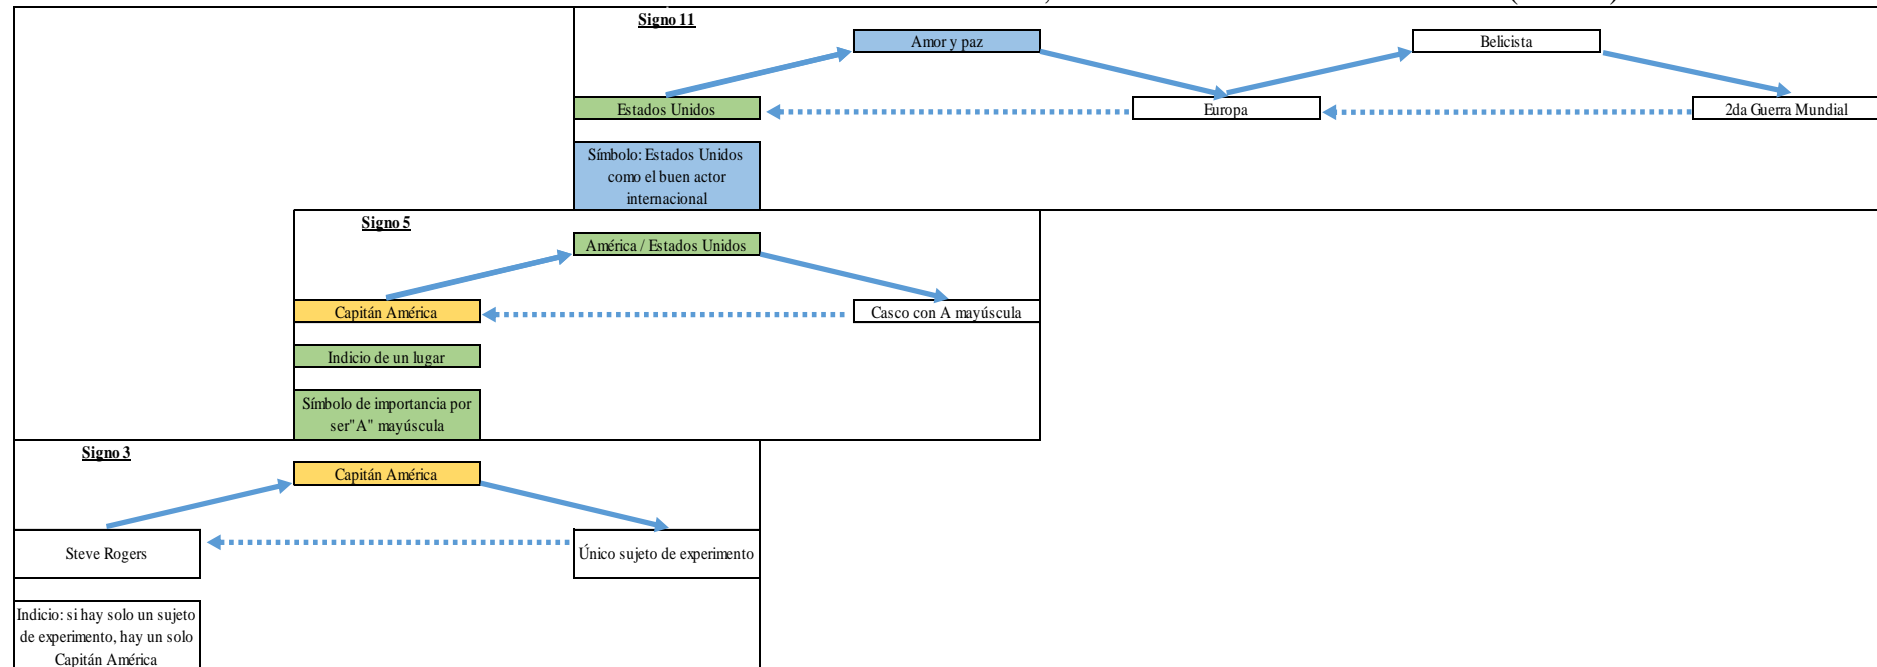 Signo 11
Amor y paz
Belicista
Estados Unidos
Europa
2da Guerra Mundial
Símbolo: Estados Unidos
como el buen actor
internacional
Signo 5
América / Estados Unidos
Capitán América
Casco con A mayúscula
Indicio de un lugar
Símbolo de importancia por
ser"A" mayúscula
Signo 3
Capitán América
Steve Rogers
Único sujeto de experimento
Indicio: si hay solo un sujeto
de experimento, hay un solo
Capitán América